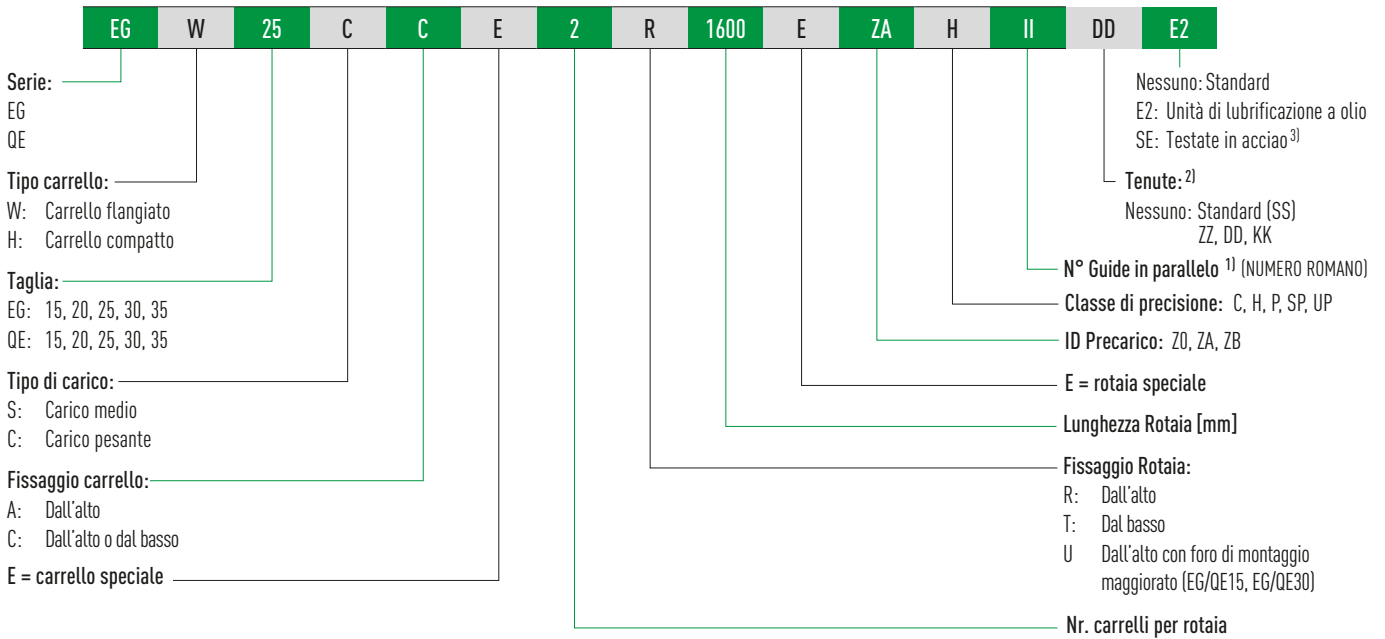 EG W 25 C C E 2 R 1600 E ZA H II DD E2
Serie:
EG
QE
Tipo carrello:
W: Carrello flangiato
H: Carrello compatto
Taglia:
EG: 15, 20, 25, 30, 35
QE: 15, 20, 25, 30, 35
Tipo di carico:
S: Carico medio
C: Carico pesante
Fissaggio carrello:
A: Dall'alto
C: Dall'alto o dal basso
E = carrello speciale
Nessuno: Standard
E2: Unità di lubrificazione a olio
SE: Testate in acciao 3)
Tenute: 2)
Nessuno: Standard (SS)
ZZ, DD, KK
N° Guide in parallelo 1) (NUMERO ROMANO)
Classe di precisione: C, H, P, SP, UP
ID Precarico: Z0, ZA, ZB
E = rotaia speciale
Lunghezza Rotaia [mm]
Fissaggio Rotaia:
R: Dall'alto
T: Dal basso
U Dall'alto con foro di montaggio
maggiorato (EG/QE15, EG/QE30)
Nr. carrelli per rotaia